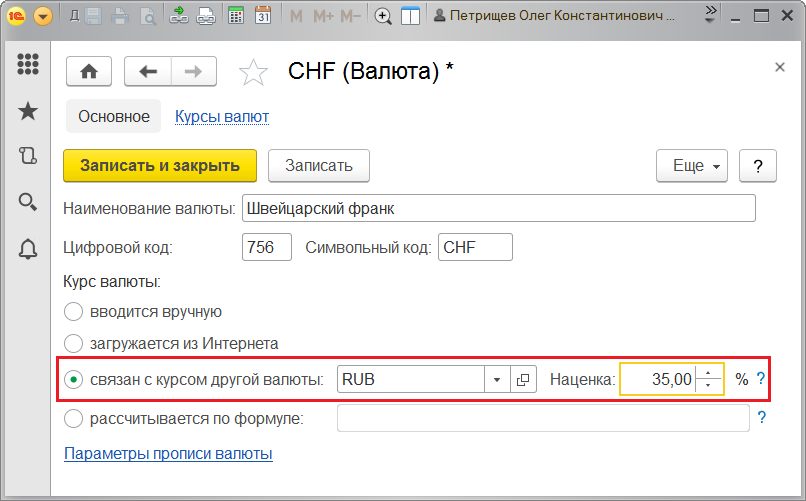 1С Д M M+ M− 31 Петрищев Олег Константинович ...
CHF (Валюта) *
Основное Курсы валют
Записать и закрыть Записать Еще ?
Наименование валюты: Швейцарский франк
Цифровой код: 756 Символьный код: CHF
Курс валюты:
вводится вручную
загружается из Интернета
связан с курсом другой валюты: RUB Наценка: 35,00 % ?
рассчитывается по формуле: ?
Параметры прописи валюты